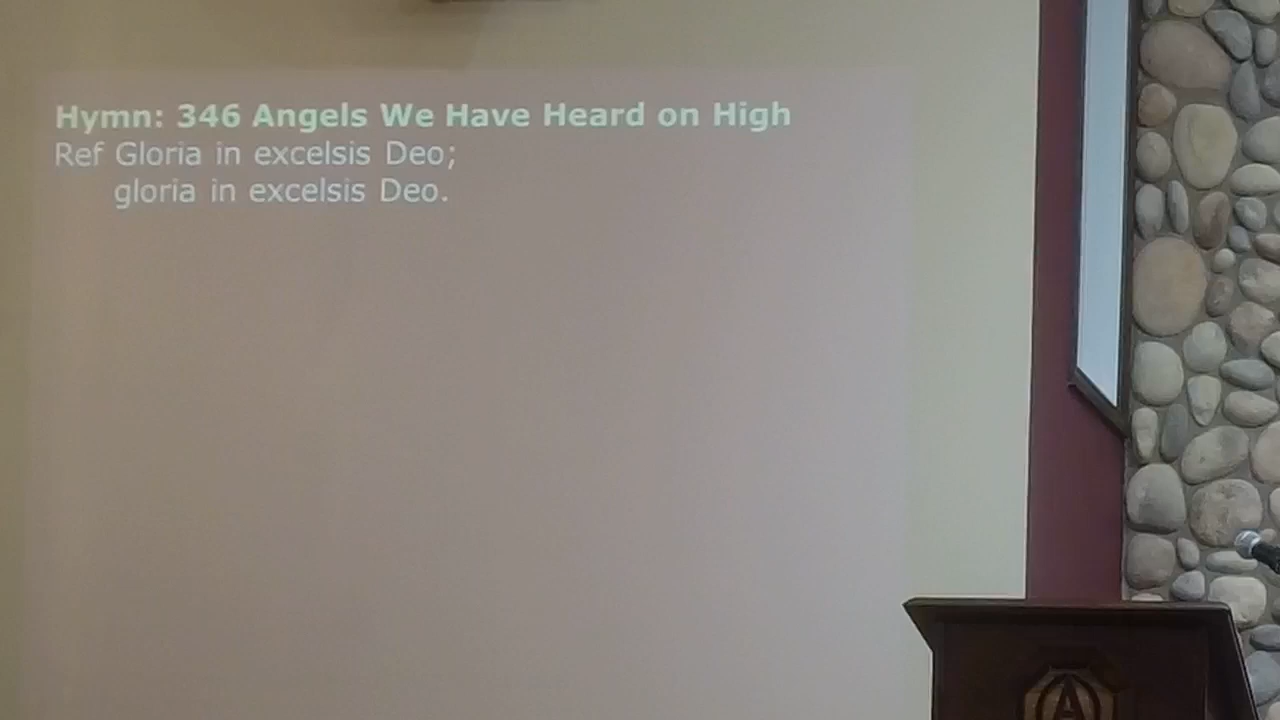 Hymn: 346 Angels We Have Heard on High
Ref Gloria in excelsis Deo;
gloria in excelsis Deo.
A